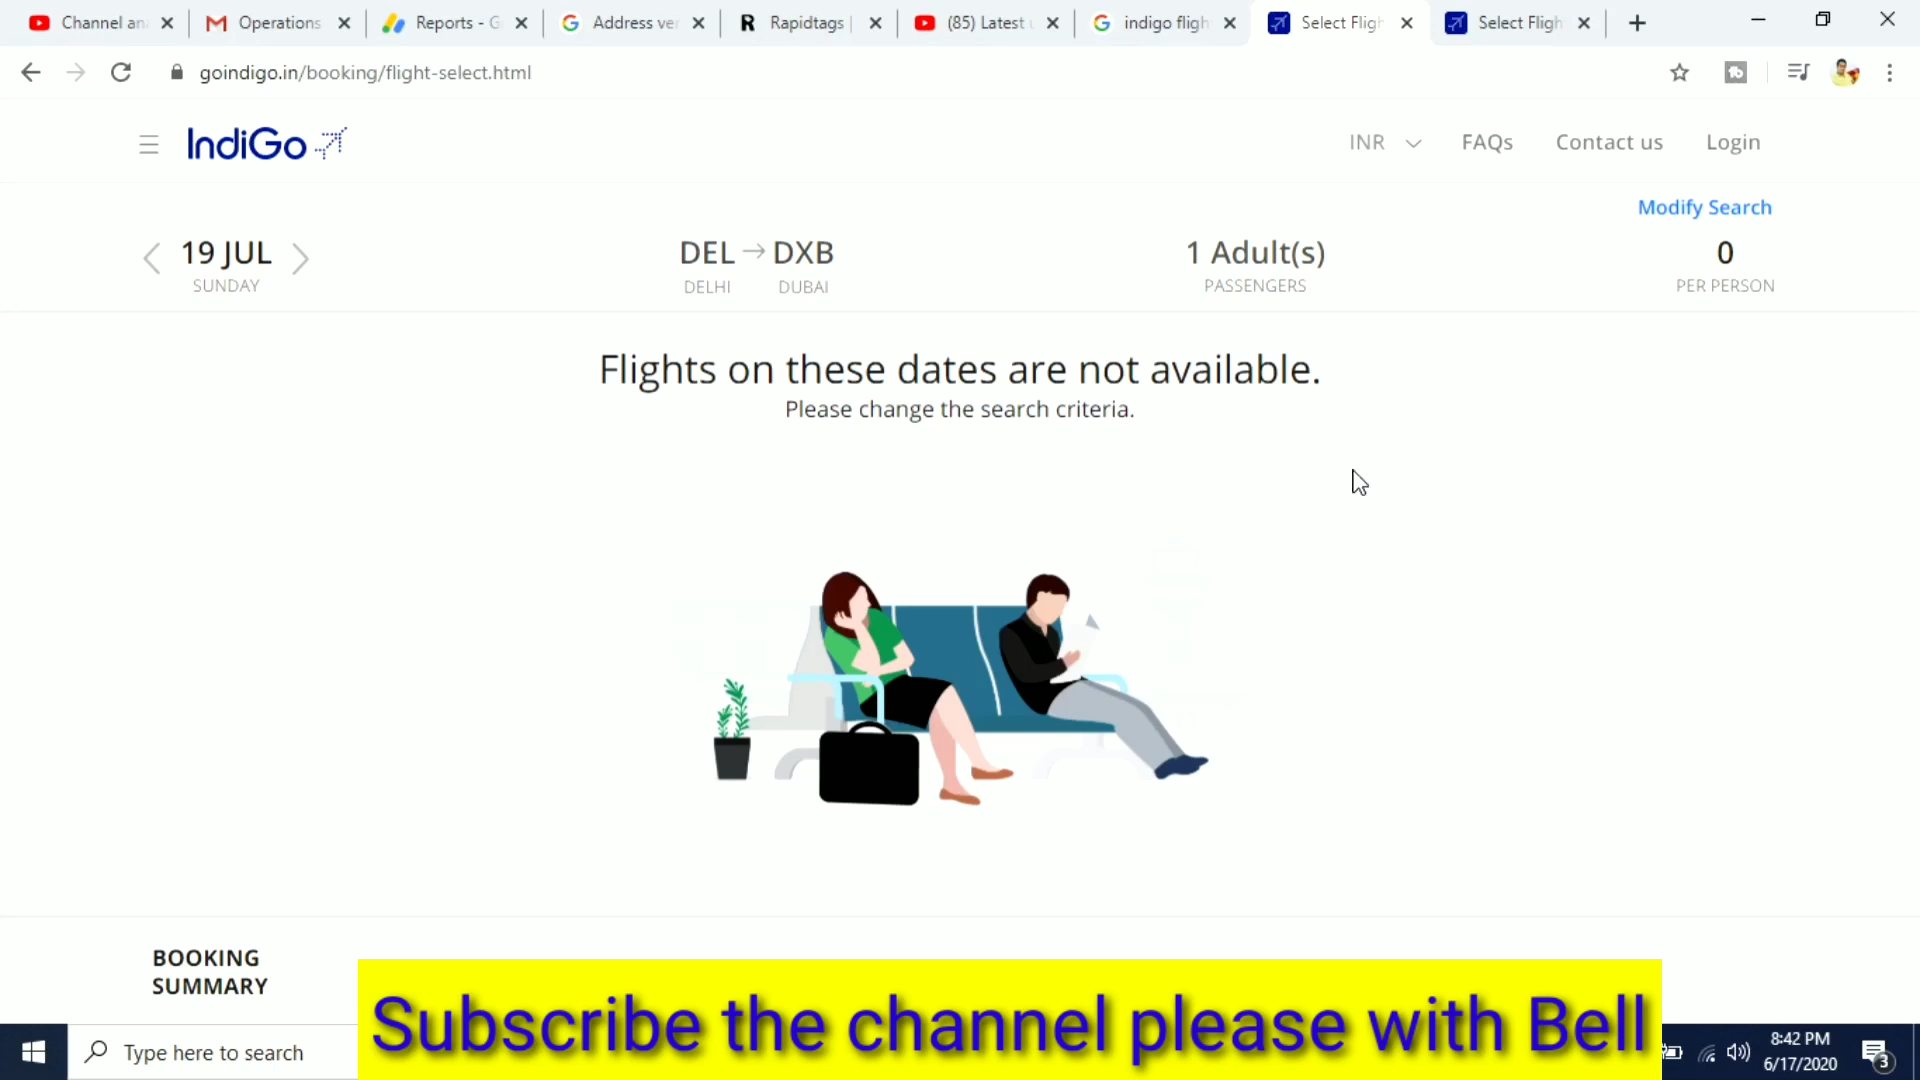 Channel an
Operations
Reports - G
Address ver
Rapidtags |
(85) Latest u
indigo fligh
Select Fligh
Select Fligh
goindigo.in/booking/flight-select.html
IndiGo
INR
FAQs
Contact us
Login
Modify Search
19 JUL
SUNDAY
DEL → DXB
DELHI DUBAI
1 Adult(s)
PASSENGERS
0
PER PERSON
Flights on these dates are not available.
Please change the search criteria.
BOOKING
SUMMARY
Subscribe the channel please with Bell
Type here to search
8:42 PM
6/17/2020
3